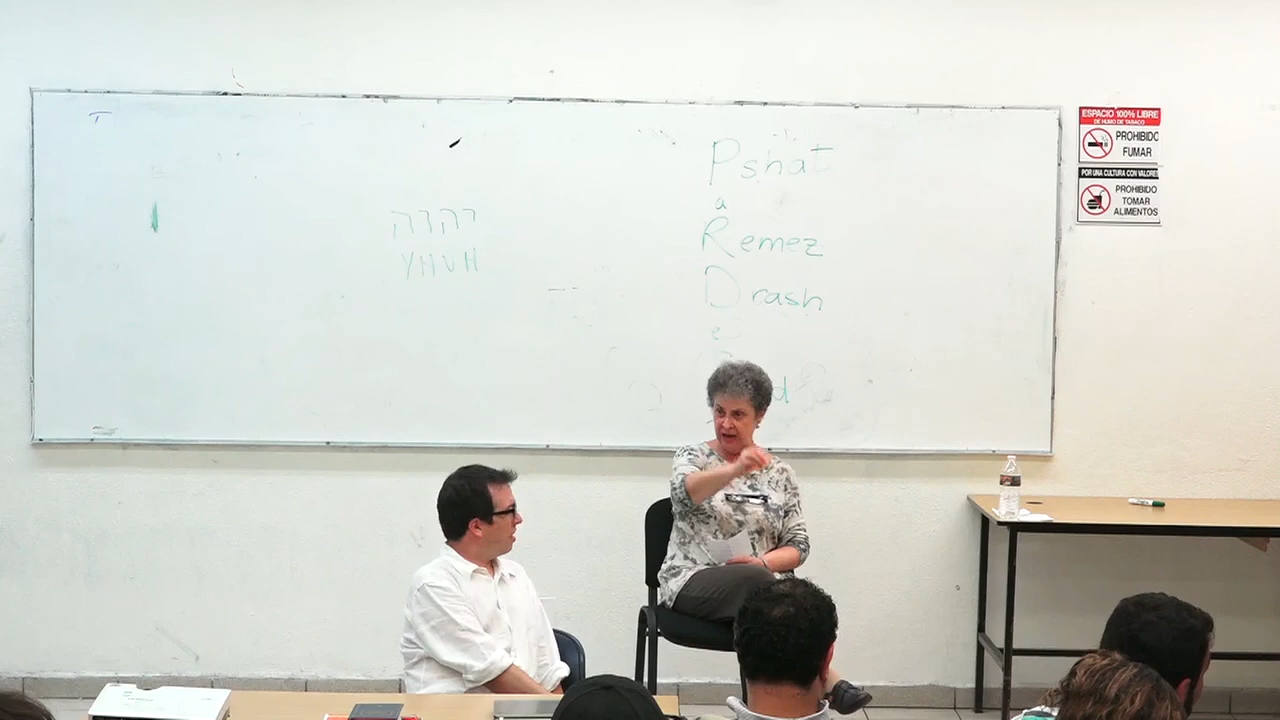 יהוה
YHVH
Pshat
a
Remez
Drash
e
d
ESPACIO 100% LIBRE
DE HUMO DE TABACO
PROHIBIDO
FUMAR
POR UNA CULTURA CON VALORES
PROHIBIDO
TOMAR
ALIMENTOS